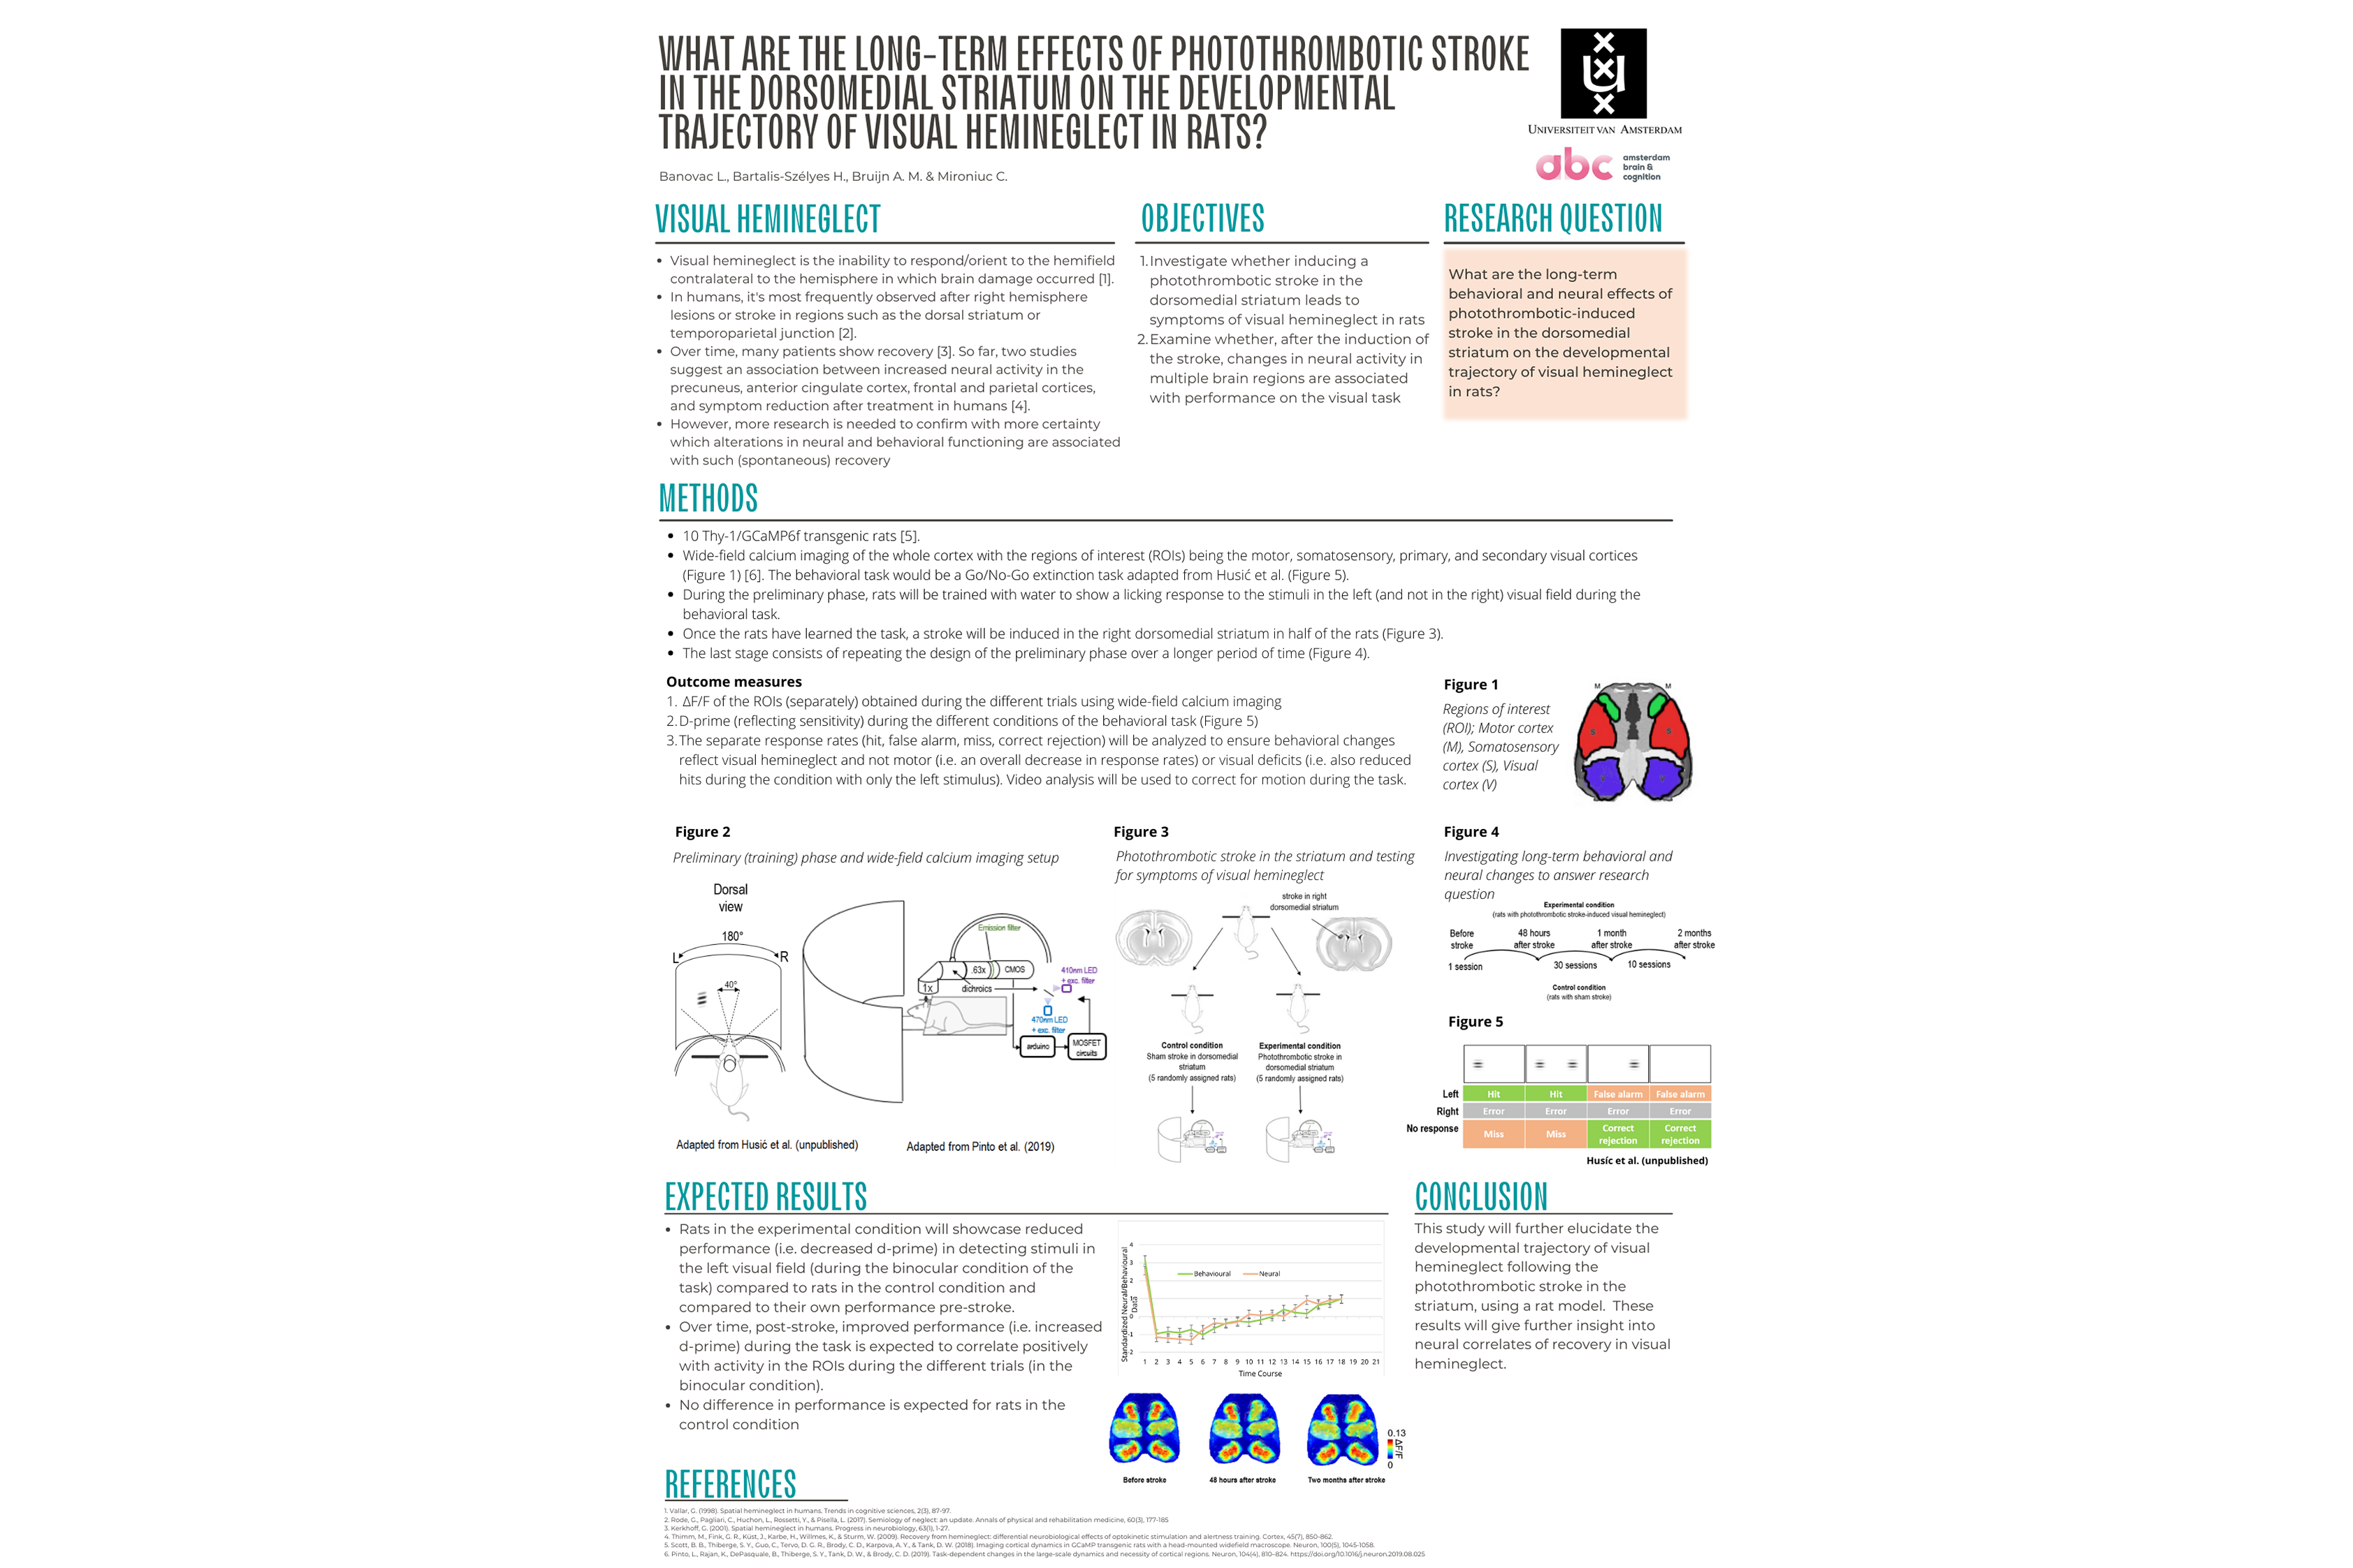 WHAT ARE THE LONG-TERM EFFECTS OF PHOTOTHROMBOTIC STROKE
IN THE DORSOMEDIAL STRIATUM ON THE DEVELOPMENTAL
TRAJECTORY OF VISUAL HEMINEGLECT IN RATS?
UNIVERSITEIT VAN AMSTERDAM
abc
amsterdam
brain &
cognition
Banovac L., Bartalis-Szélyes H., Bruijn A. M. & Mironiuc C.
VISUAL HEMINEGLECT
• Visual hemineglect is the inability to respond/orient to the hemifield
contralateral to the hemisphere in which brain damage occurred [1].
• In humans, it's most frequently observed after right hemisphere
lesions or stroke in regions such as the dorsal striatum or
temporoparietal junction [2].
• Over time, many patients show recovery [3]. So far, two studies
suggest an association between increased neural activity in the
precuneus, anterior cingulate cortex, frontal and parietal cortices,
and symptom reduction after treatment in humans [4].
• However, more research is needed to confirm with more certainty
which alterations in neural and behavioral functioning are associated
with such (spontaneous) recovery
OBJECTIVES
1. Investigate whether inducing a
photothrombotic stroke in the
dorsomedial striatum leads to
symptoms of visual hemineglect in rats
2. Examine whether, after the induction of
the stroke, changes in neural activity in
multiple brain regions are associated
with performance on the visual task
RESEARCH QUESTION
What are the long-term
behavioral and neural effects of
photothrombotic-induced
stroke in the dorsomedial
striatum on the developmental
trajectory of visual hemineglect
in rats?
METHODS
• 10 Thy-1/GCaMP6f transgenic rats [5].
• Wide-field calcium imaging of the whole cortex with the regions of interest (ROIs) being the motor, somatosensory, primary, and secondary visual cortices
(Figure 1) [6]. The behavioral task would be a Go/No-Go extinction task adapted from Husić et al. (Figure 5).
• During the preliminary phase, rats will be trained with water to show a licking response to the stimuli in the left (and not in the right) visual field during the
behavioral task.
• Once the rats have learned the task, a stroke will be induced in the right dorsomedial striatum in half of the rats (Figure 3).
• The last stage consists of repeating the design of the preliminary phase over a longer period of time (Figure 4).
Outcome measures
1. ΔF/F of the ROIs (separately) obtained during the different trials using wide-field calcium imaging
2. D-prime (reflecting sensitivity) during the different conditions of the behavioral task (Figure 5)
3. The separate response rates (hit, false alarm, miss, correct rejection) will be analyzed to ensure behavioral changes
reflect visual hemineglect and not motor (i.e. an overall decrease in response rates) or visual deficits (i.e. also reduced
hits during the condition with only the left stimulus). Video analysis will be used to correct for motion during the task.
Figure 1
Regions of interest
(ROI); Motor cortex
(M), Somatosensory
cortex (S), Visual
cortex (V)
M M
S S
V V
Figure 2
Preliminary (training) phase and wide-field calcium imaging setup
Dorsal
view
180°
L R
40°
Emission filter
.63x CMOS
1x
dichroics
410nm LED
+ exc. filter
470nm LED
+ exc. filter
arduino
MOSFET
circuits
Adapted from Husić et al. (unpublished)
Adapted from Pinto et al. (2019)
Figure 3
Photothrombotic stroke in the striatum and testing
for symptoms of visual hemineglect
stroke in right
dorsomedial striatum
Control condition
Sham stroke in dorsomedial
striatum
(5 randomly assigned rats)
Experimental condition
Photothrombotic stroke in
dorsomedial striatum
(5 randomly assigned rats)
Figure 4
Investigating long-term behavioral and
neural changes to answer research
question
Experimental condition
(rats with photothrombotic stroke-induced visual hemineglect)
Before
stroke
48 hours
after stroke
1 month
after stroke
2 months
after stroke
1 session 30 sessions 10 sessions
Control condition
(rats with sham stroke)
Figure 5
Left Hit Hit False alarm False alarm
Right Error Error Error Error
No response Miss Miss Correct rejection Correct rejection
Husíc et al. (unpublished)
EXPECTED RESULTS
• Rats in the experimental condition will showcase reduced
performance (i.e. decreased d-prime) in detecting stimuli in
the left visual field (during the binocular condition of the
task) compared to rats in the control condition and
compared to their own performance pre-stroke.
• Over time, post-stroke, improved performance (i.e. increased
d-prime) during the task is expected to correlate positively
with activity in the ROIs during the different trials (in the
binocular condition).
• No difference in performance is expected for rats in the
control condition
Standardized Neural/Behavioural
Data
4
3
2
1
0
-1
-2
Behavioural Neural
1 2 3 4 5 6 7 8 9 10 11 12 13 14 15 16 17 18 19 20 21
Time Course
Before stroke
48 hours after stroke
Two months after stroke
0.13
ΔF/F
0
CONCLUSION
This study will further elucidate the
developmental trajectory of visual
hemineglect following the
photothrombotic stroke in the
striatum, using a rat model. These
results will give further insight into
neural correlates of recovery in visual
hemineglect.
REFERENCES
1. Vallar, G. (1998). Spatial hemineglect in humans. Trends in cognitive sciences, 2(3), 87-97.
2. Rode, G., Pagliari, C., Huchon, L., Rossetti, Y., & Pisella, L. (2017). Semiology of neglect: an update. Annals of physical and rehabilitation medicine, 60(3), 177-185
3. Kerkhoff, G. (2001). Spatial hemineglect in humans. Progress in neurobiology, 63(1), 1-27.
4. Thimm, M., Fink, G. R., Küst, J., Karbe, H., Willmes, K., & Sturm, W. (2009). Recovery from hemineglect: differential neurobiological effects of optokinetic stimulation and alertness training. Cortex, 45(7), 850-862.
5. Scott, B. B., Thiberge, S. Y., Guo, C., Tervo, D. G. R., Brody, C. D., Karpova, A. Y., & Tank, D. W. (2018). Imaging cortical dynamics in GCaMP transgenic rats with a head-mounted widefield macroscope. Neuron, 100(5), 1045-1058.
6. Pinto, L., Rajan, K., DePasquale, B., Thiberge, S. Y., Tank, D. W., & Brody, C. D. (2019). Task-dependent changes in the large-scale dynamics and necessity of cortical regions. Neuron, 104(4), 810-824. https://doi.org/10.1016/j.neuron.2019.08.025